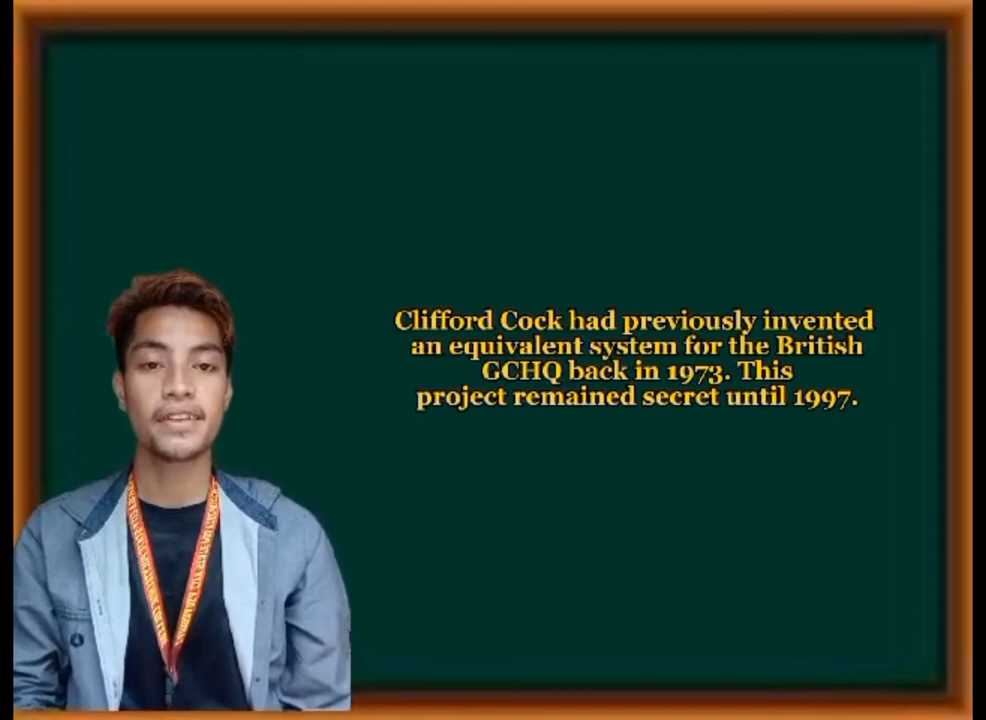 Clifford Cock had previously invented
an equivalent system for the British
GCHQ back in 1973. This
project remained secret until 1997.